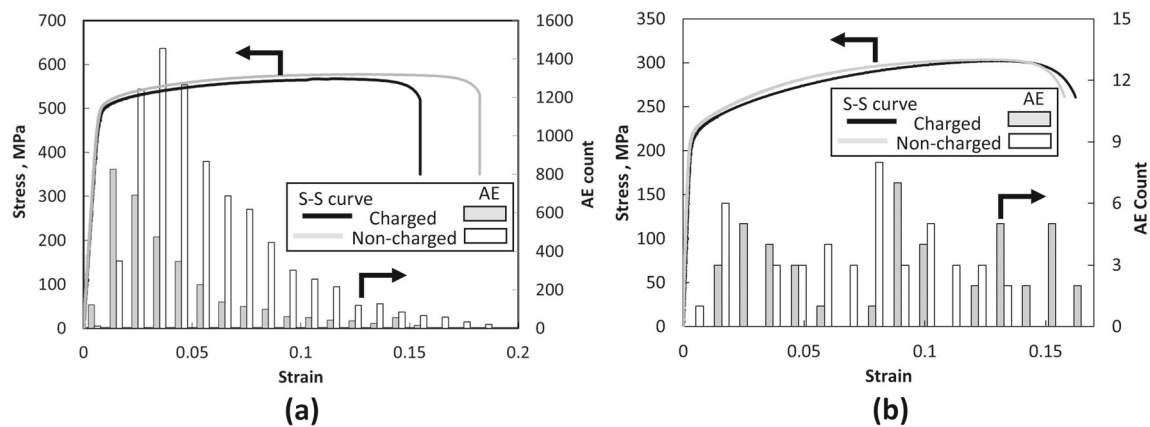 700
600
500
400
300
200
100
0
Stress , MPa
1600
1400
1200
1000
800
600
400
200
0
AE count
S-S curve AE
Charged
Non-charged
0 0.05 0.1 0.15 0.2
Strain
(a)
350
300
250
200
150
100
50
0
Stress, MPa
15
12
9
6
3
0
AE Count
S-S curve AE
Charged
Non-charged
0 0.05 0.1 0.15
Strain
(b)